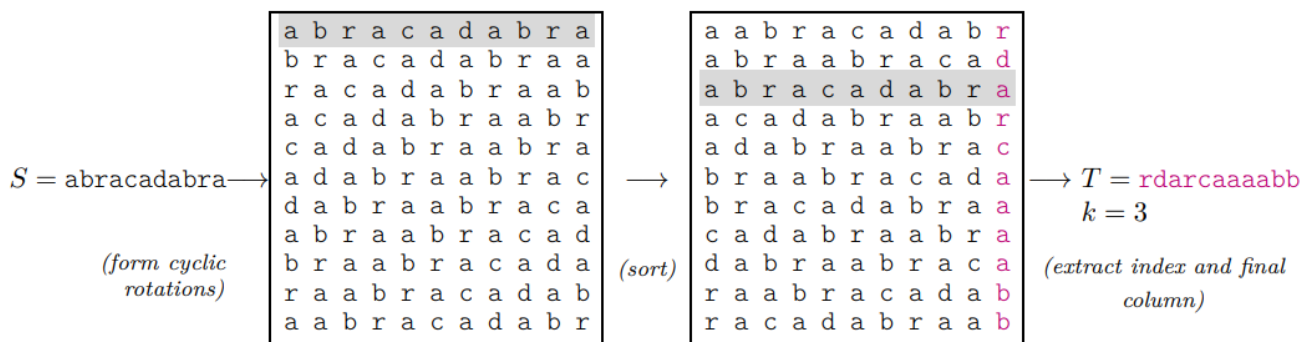 S = abracadabra⟶
(form cyclic
rotations)
a b r a c a d a b r a
b r a c a d a b r a a
r a c a d a b r a a b
a c a d a b r a a b r
c a d a b r a a b r a
a d a b r a a b r a c
d a b r a a b r a c a
a b r a a b r a c a d
b r a a b r a c a d a
r a a b r a c a d a b
a a b r a c a d a b r
⟶
(sort)
a a b r a c a d a b r
a b r a a b r a c a d
a b r a c a d a b r a
a c a d a b r a a b r
a d a b r a a b r a c
b r a a b r a c a d a
b r a c a d a b r a a
c a d a b r a a b r a
d a b r a a b r a c a
r a a b r a c a d a b
r a c a d a b r a a b
⟶ T = rdarcaaaabb
k = 3
(extract index and final
column)